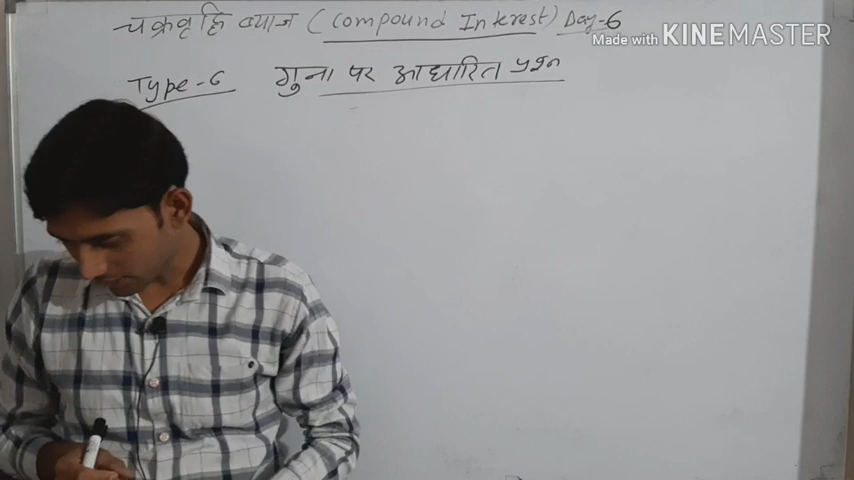 चक्रवृद्धि ब्याज (Compound Interest) Day-6
Made with KINEMASTER
Type-6 गुना पर आधारित प्रश्न